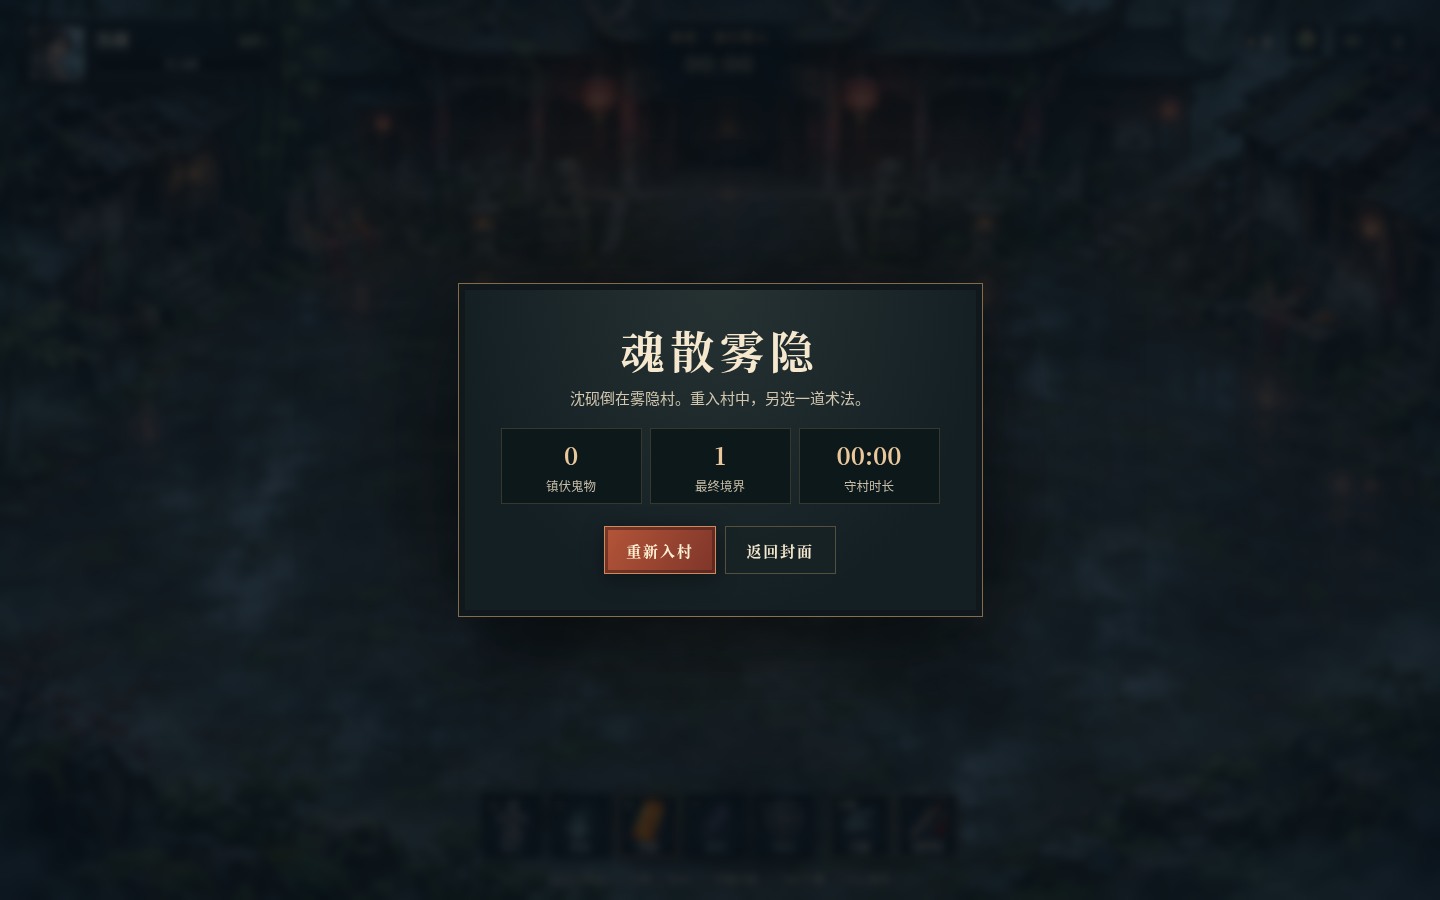 魂散雾隐
沈砚倒在雾隐村。重入村中，另选一道术法。
0
镇伏鬼物
1
最终境界
00:00
守村时长
重新入村
返回封面